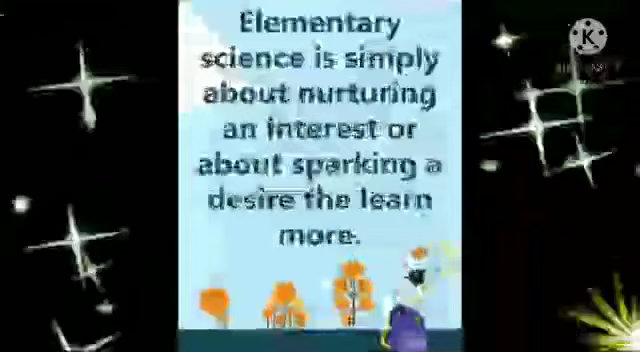 Elementary
science is simply
about nurturing
an interest or
about sparking a
desire the learn
more.
K